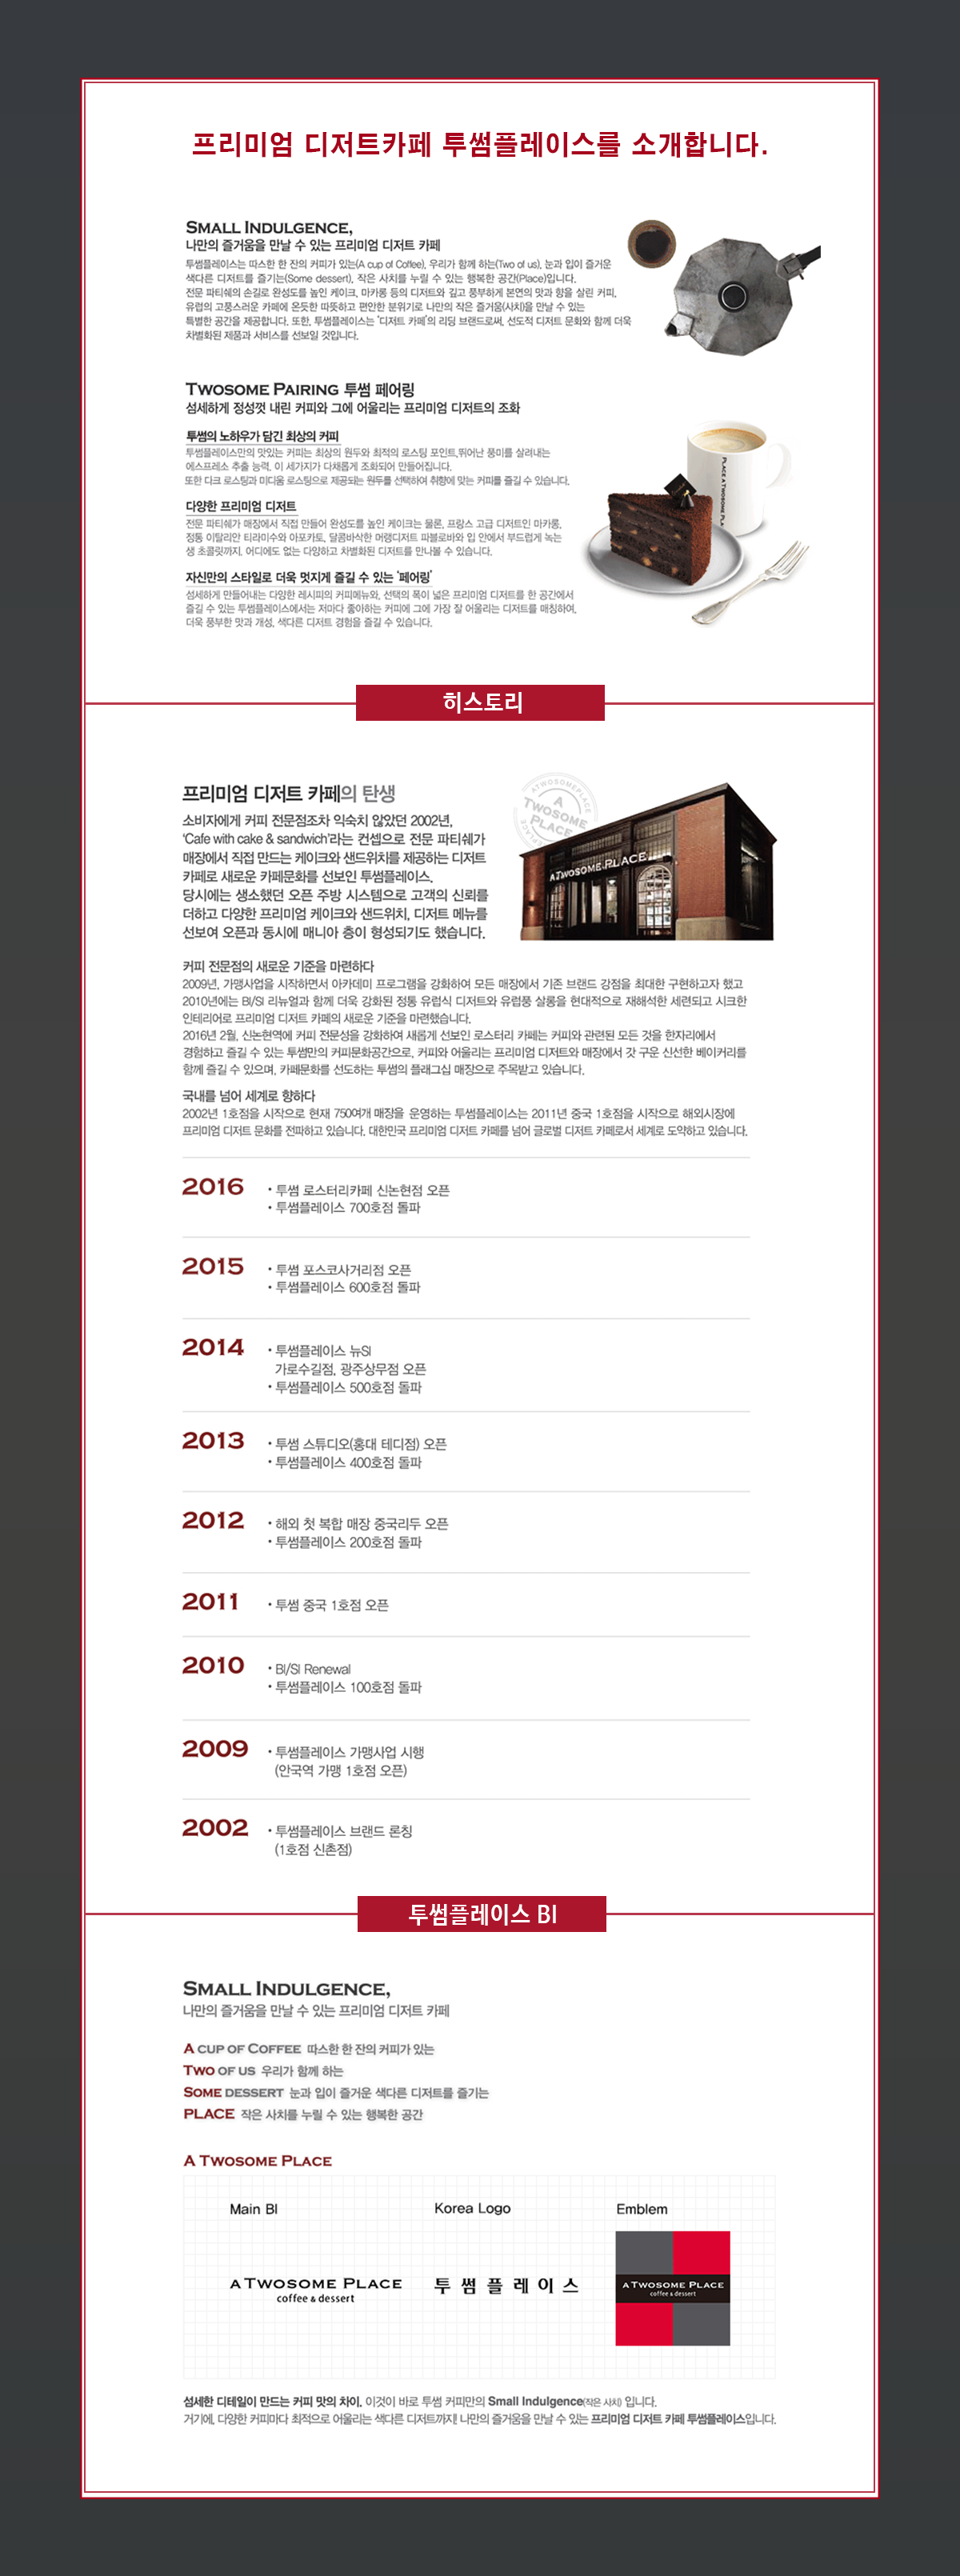 프리미엄 디저트카페 투썸플레이스를 소개합니다.
SMALL INDULGENCE,
나만의 즐거움을 만날 수 있는 프리미엄 디저트 카페
투썸플레이스는 따스한 한 잔의 커피가 있는(A cup of Coffee), 우리가 함께 하는(Two of us), 눈과 입이 즐거운
색다른 디저트를 즐기는(Some dessert), 작은 사치를 누릴 수 있는 행복한 공간(Place)입니다.
전문 파티쉐의 손길로 완성도를 높인 케이크, 마카롱 등의 디저트와 깊고 풍부하게 본연의 맛과 향을 살린 커피,
유럽의 고풍스러운 카페에 온듯한 따뜻하고 편안한 분위기로 나만의 작은 즐거움(사치)을 만날 수 있는
특별한 공간을 제공합니다. 또한, 투썸플레이스는 '디저트 카페'의 리딩 브랜드로써, 선도적 디저트 문화와 함께 더욱
차별화된 제품과 서비스를 선보일 것입니다.
TWOSOME PAIRING 투썸 페어링
섬세하게 정성껏 내린 커피와 그에 어울리는 프리미엄 디저트의 조화
투썸의 노하우가 담긴 최상의 커피
투썸플레이스만의 맛있는 커피는 최상의 원두와 최적의 로스팅 포인트,뛰어난 풍미를 살려내는
에스프레소 추출 능력, 이 세가지가 다채롭게 조화되어 만들어집니다.
또한 다크 로스팅과 미디움 로스팅으로 제공되는 원두를 선택하여 취향에 맞는 커피를 즐길 수 있습니다.
다양한 프리미엄 디저트
전문 파티쉐가 매장에서 직접 만들어 완성도를 높인 케이크는 물론, 프랑스 고급 디저트인 마카롱,
정통 이탈리안 티라미수와 아포카토, 달콤바삭한 머랭디저트 파블로바와 입 안에서 부드럽게 녹는
생 초콜릿까지, 어디에도 없는 다양하고 차별화된 디저트를 만나볼 수 있습니다.
자신만의 스타일로 더욱 멋지게 즐길 수 있는 '페어링'
섬세하게 만들어내는 다양한 레시피의 커피메뉴와, 선택의 폭이 넓은 프리미엄 디저트를 한 공간에서
즐길 수 있는 투썸플레이스에서는 저마다 좋아하는 커피에 그에 가장 잘 어울리는 디저트를 매칭하여,
더욱 풍부한 맛과 개성, 색다른 디저트 경험을 즐길 수 있습니다.
히스토리
프리미엄 디저트 카페의 탄생
소비자에게 커피 전문점조차 익숙치 않았던 2002년,
'Cafe with cake & sandwich'라는 컨셉으로 전문 파티쉐가
매장에서 직접 만드는 케이크와 샌드위치를 제공하는 디저트
카페로 새로운 카페문화를 선보인 투썸플레이스.
당시에는 생소했던 오픈 주방 시스템으로 고객의 신뢰를
더하고 다양한 프리미엄 케이크와 샌드위치, 디저트 메뉴를
선보여 오픈과 동시에 매니아 층이 형성되기도 했습니다.
ATWOSOMEPLACE
A TWOSOME PLACE
A TWOSOME PLACE
커피 전문점의 새로운 기준을 마련하다
2009년, 가맹사업을 시작하면서 아카데미 프로그램을 강화하여 모든 매장에서 기존 브랜드 강점을 최대한 구현하고자 했고
2010년에는 BI/SI 리뉴얼과 함께 더욱 강화된 정통 유럽식 디저트와 유럽풍 살롱을 현대적으로 재해석한 세련되고 시크한
인테리어로 프리미엄 디저트 카페의 새로운 기준을 마련했습니다.
2016년 2월, 신논현역에 커피 전문성을 강화하여 새롭게 선보인 로스터리 카페는 커피와 관련된 모든 것을 한자리에서
경험하고 즐길 수 있는 투썸만의 커피문화공간으로, 커피와 어울리는 프리미엄 디저트와 매장에서 갓 구운 신선한 베이커리를
함께 즐길 수 있으며, 카페문화를 선도하는 투썸의 플래그십 매장으로 주목받고 있습니다.
국내를 넘어 세계로 향하다
2002년 1호점을 시작으로 현재 750여개 매장을 운영하는 투썸플레이스는 2011년 중국 1호점을 시작으로 해외시장에
프리미엄 디저트 문화를 전파하고 있습니다. 대한민국 프리미엄 디저트 카페를 넘어 글로벌 디저트 카페로서 세계로 도약하고 있습니다.
2016
• 투썸 로스터리카페 신논현점 오픈
• 투썸플레이스 700호점 돌파
2015
• 투썸 포스코사거리점 오픈
• 투썸플레이스 600호점 돌파
2014
• 투썸플레이스 뉴SI
가로수길점, 광주상무점 오픈
• 투썸플레이스 500호점 돌파
2013
• 투썸 스튜디오(홍대 테디점) 오픈
• 투썸플레이스 400호점 돌파
2012
• 해외 첫 복합 매장 중국리두 오픈
• 투썸플레이스 200호점 돌파
2011
• 투썸 중국 1호점 오픈
2010
• BI/SI Renewal
• 투썸플레이스 100호점 돌파
2009
• 투썸플레이스 가맹사업 시행
(안국역 가맹 1호점 오픈)
2002
• 투썸플레이스 브랜드 론칭
(1호점 신촌점)
투썸플레이스 BI
SMALL INDULGENCE,
나만의 즐거움을 만날 수 있는 프리미엄 디저트 카페
A CUP OF COFFEE 따스한 한 잔의 커피가 있는
TWO OF US 우리가 함께 하는
SOME DESSERT 눈과 입이 즐거운 색다른 디저트를 즐기는
PLACE 작은 사치를 누릴 수 있는 행복한 공간
A TWOSOME PLACE
Main BI
Korea Logo
Emblem
A TWOSOME PLACE
coffee & dessert
투썸플레이스
A TWOSOME PLACE
coffee & dessert
섬세한 디테일이 만드는 커피 맛의 차이, 이것이 바로 투썸 커피만의 Small Indulgence(작은 사치) 입니다.
거기에, 다양한 커피마다 최적으로 어울리는 색다른 디저트까지! 나만의 즐거움을 만날 수 있는 프리미엄 디저트 카페 투썸플레이스입니다.